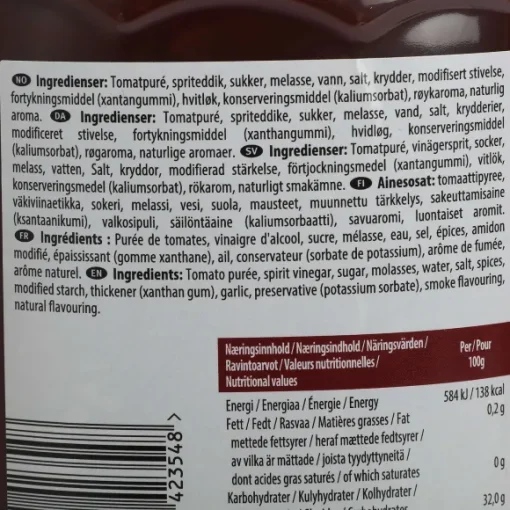 NO Ingredienser: Tomatpuré, spriteddik, sukker, melasse, vann, salt, krydder, modifisert stivelse,
fortykningsmiddel (xantangummi), hvitløk, konserveringsmiddel (kaliumsorbat), røykaroma, naturlig
aroma. DA Ingredienser: Tomatpuré, spriteddike, sukker, melasse, vand, salt, krydderier,
modificeret stivelse, fortykningsmiddel (xanthangummi), hvidløg, konserveringsmiddel
(kaliumsorbat), røgaroma, naturlige aromaer. SV Ingredienser: Tomatpuré, vinägersprit, socker,
melass, vatten, Salt, kryddor, modifierad stärkelse, förtjockningsmedel (xantangummi), vitlök,
konserveringsmedel (kaliumsorbat), rökarom, naturligt smakämne. FI Ainesosat: tomaattipyree,
väkiviinaetikka, sokeri, melassi, vesi, suola, mausteet, muunnettu tärkkelys, sakeuttamisaine
(ksantaanikumi), valkosipuli, säilöntäaine (kaliumsorbaatti), savuaromi, luontaiset aromit.
FR Ingrédients : Purée de tomates, vinaigre d'alcool, sucre, mélasse, eau, sel, épices, amidon
modifié, épaississant (gomme xanthane), ail, conservateur (sorbate de potassium), arôme de fumée,
arôme naturel. EN Ingredients: Tomato purée, spirit vinegar, sugar, molasses, water, salt, spices,
modified starch, thickener (xanthan gum), garlic, preservative (potassium sorbate), smoke flavouring,
natural flavouring.
Næringsinnhold / Næringsindhold / Näringsvärden / Per / Pour
Ravintoarvot / Valeurs nutritionnelles / 100g
Nutritional values
Energi / Energiaa / Énergie / Energy 584 kJ / 138 kcal
Fett / Fedt / Rasvaa / Matières grasses / Fat 0,2g
mettede fettsyrer / heraf mættede fedtsyrer /
av vilka är mättade / joista tyydyttyneitä /
dont acides gras saturés / of which saturates 0g
Karbohydrater / Kulyhydrater / Kolhydrater / 32,0g
423548 >